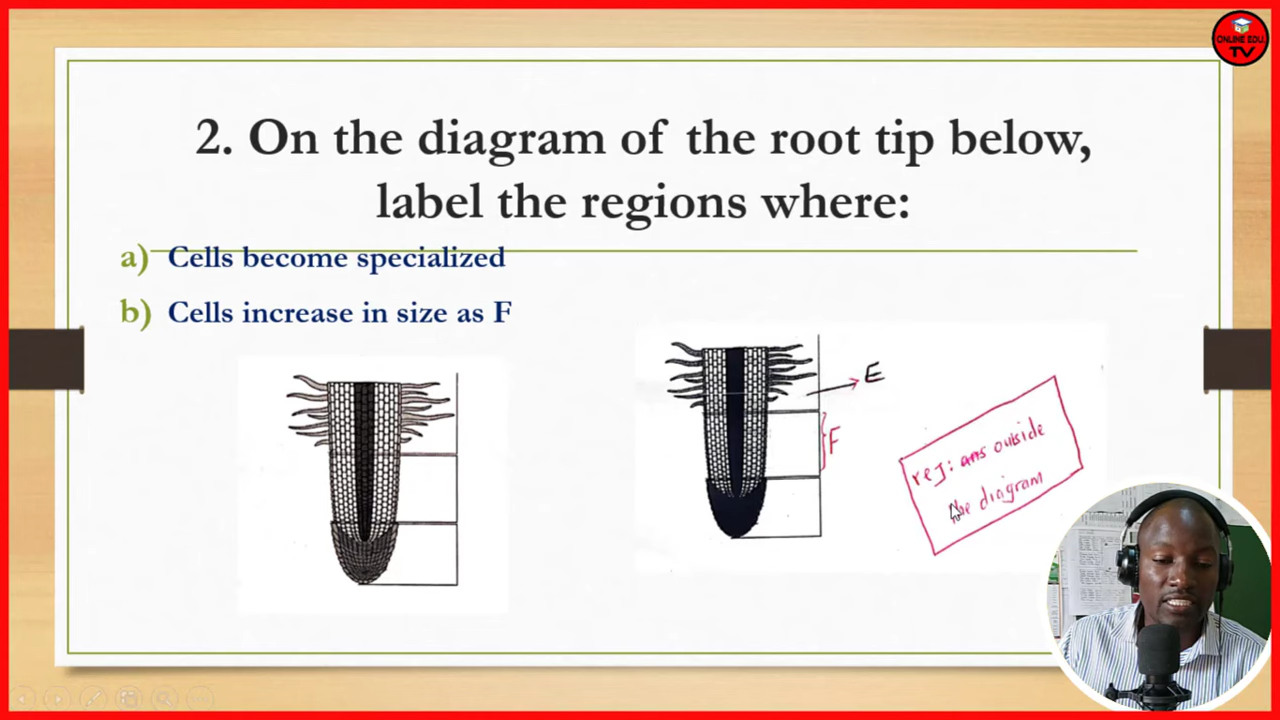 ONLINE EDU.
TV
2. On the diagram of the root tip below,
label the regions where:
a) Cells become specialized
b) Cells increase in size as F
E
F
rej: ans outside
the diagram